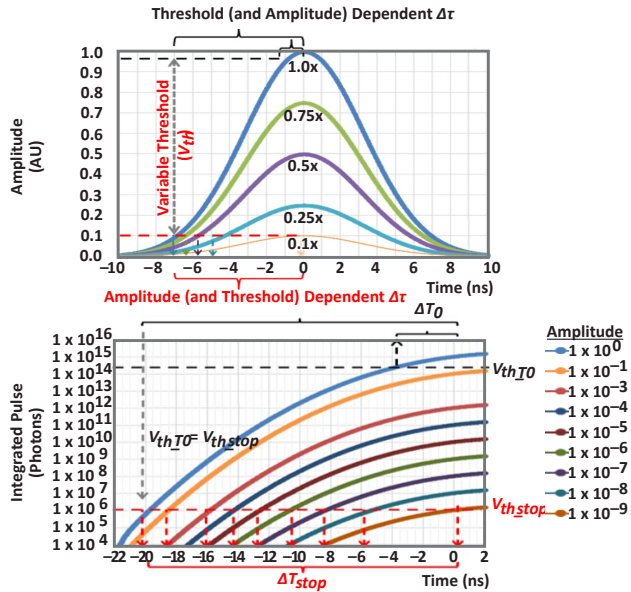 Threshold (and Amplitude) Dependent Δτ
1.0
0.9
0.8
0.7
0.6
0.5
0.4
0.3
0.2
0.1
0.0
Amplitude
(AU)
Variable Threshold
(Vth)
1.0x
0.75x
0.5x
0.25x
0.1x
–10 –8 –6 –4 –2 0 2 4 6 8 10
Time (ns)
Amplitude (and Threshold) Dependent Δτ
ΔT0
1 x 10^16
1 x 10^15
1 x 10^14
1 x 10^12
1 x 10^10
1 x 10^9
1 x 10^8
1 x 10^7
1 x 10^6
1 x 10^5
1 x 10^4
Integrated Pulse
(Photons)
Vth_T0 = Vth_stop
Vth_T0
Vth_stop
–22 –20 –18 –16 –14 –12 –10 –8 –6 –4 –2 0 2
ΔTstop
Time (ns)
Amplitude
1 x 10^0
1 x 10^–1
1 x 10^–3
1 x 10^–4
1 x 10^–5
1 x 10^–6
1 x 10^–7
1 x 10^–8
1 x 10^–9